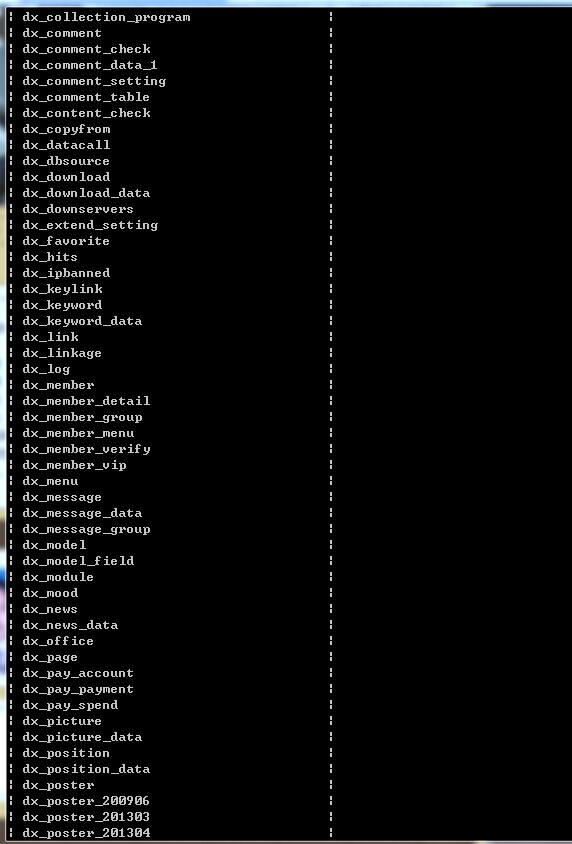 ¦ dx_collection_program ¦
¦ dx_comment ¦
¦ dx_comment_check ¦
¦ dx_comment_data_1 ¦
¦ dx_comment_setting ¦
¦ dx_comment_table ¦
¦ dx_content_check ¦
¦ dx_copyfrom ¦
¦ dx_datacall ¦
¦ dx_dbsource ¦
¦ dx_download ¦
¦ dx_download_data ¦
¦ dx_downservers ¦
¦ dx_extend_setting ¦
¦ dx_favorite ¦
¦ dx_hits ¦
¦ dx_ipbanned ¦
¦ dx_keylink ¦
¦ dx_keyword ¦
¦ dx_keyword_data ¦
¦ dx_link ¦
¦ dx_linkage ¦
¦ dx_log ¦
¦ dx_member ¦
¦ dx_member_detail ¦
¦ dx_member_group ¦
¦ dx_member_menu ¦
¦ dx_member_verify ¦
¦ dx_member_vip ¦
¦ dx_menu ¦
¦ dx_message ¦
¦ dx_message_data ¦
¦ dx_message_group ¦
¦ dx_model ¦
¦ dx_model_field ¦
¦ dx_module ¦
¦ dx_mood ¦
¦ dx_news ¦
¦ dx_news_data ¦
¦ dx_office ¦
¦ dx_page ¦
¦ dx_pay_account ¦
¦ dx_pay_payment ¦
¦ dx_pay_spend ¦
¦ dx_picture ¦
¦ dx_picture_data ¦
¦ dx_position ¦
¦ dx_position_data ¦
¦ dx_poster ¦
¦ dx_poster_200906 ¦
¦ dx_poster_201303 ¦
¦ dx_poster_201304 ¦